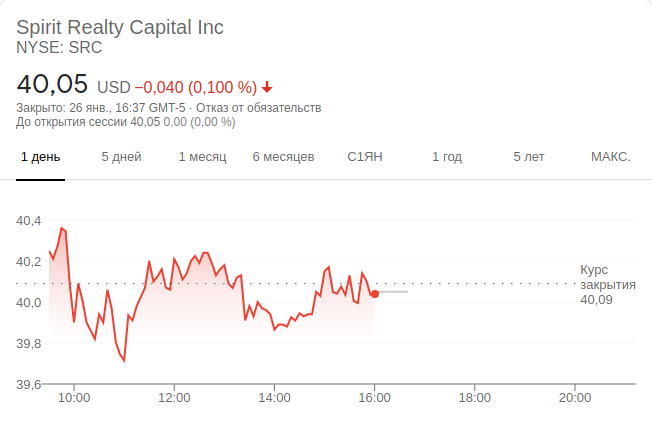 Spirit Realty Capital Inc
NYSE: SRC
40,05 USD −0,040 (0,100 %)
Закрыто: 26 янв., 16:37 GMT-5 · Отказ от обязательств
До открытия сессии 40,05 0,00 (0,00 %)
1 день 5 дней 1 месяц 6 месяцев С1ЯН 1 год 5 лет МАКС.
40,4
40,2
Курс
закрытия
40,09
40,0
39,8
39,6
10:00 12:00 14:00 16:00 18:00 20:00